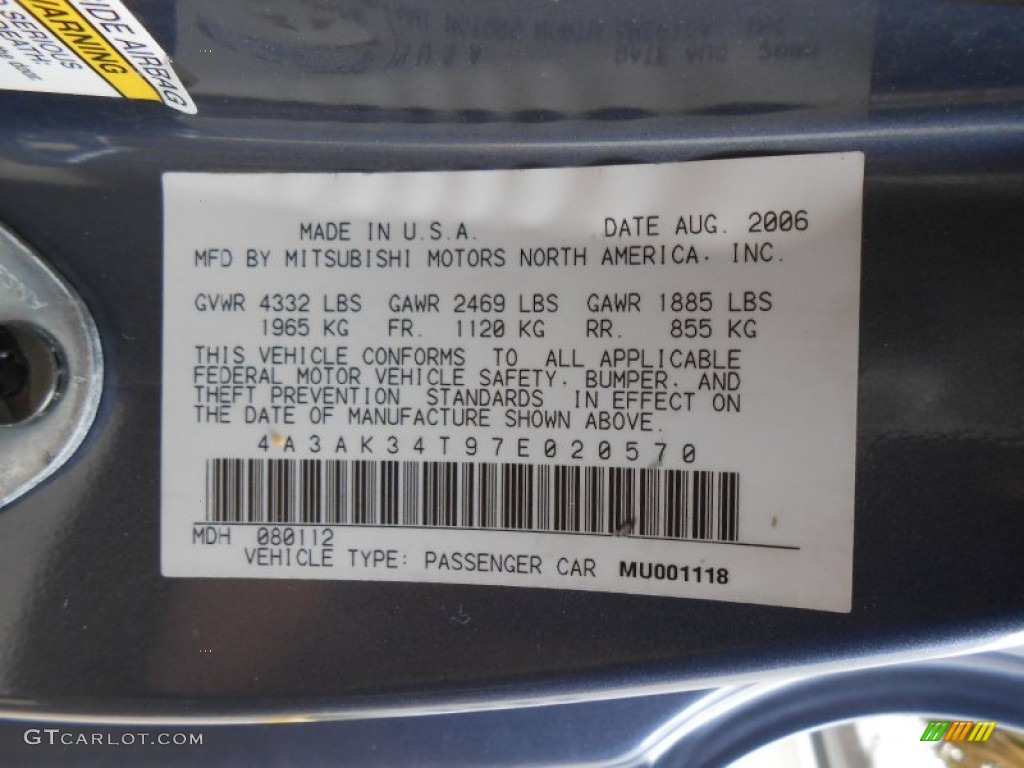 IDE AIRBAG
WARNING
SERIOUS
DEATH:
MADE IN U.S.A. DATE AUG. 2006
MFD BY MITSUBISHI MOTORS NORTH AMERICA. INC.
GVWR 4332 LBS GAWR 2469 LBS GAWR 1885 LBS
1965 KG FR. 1120 KG RR. 855 KG
THIS VEHICLE CONFORMS TO ALL APPLICABLE
FEDERAL MOTOR VEHICLE SAFETY. BUMPER. AND
THEFT PREVENTION STANDARDS IN EFFECT ON
THE DATE OF MANUFACTURE SHOWN ABOVE.
4A3AK34T97E020570
MDH 080112
VEHICLE TYPE: PASSENGER CAR MU001118
GTCARLOT.COM